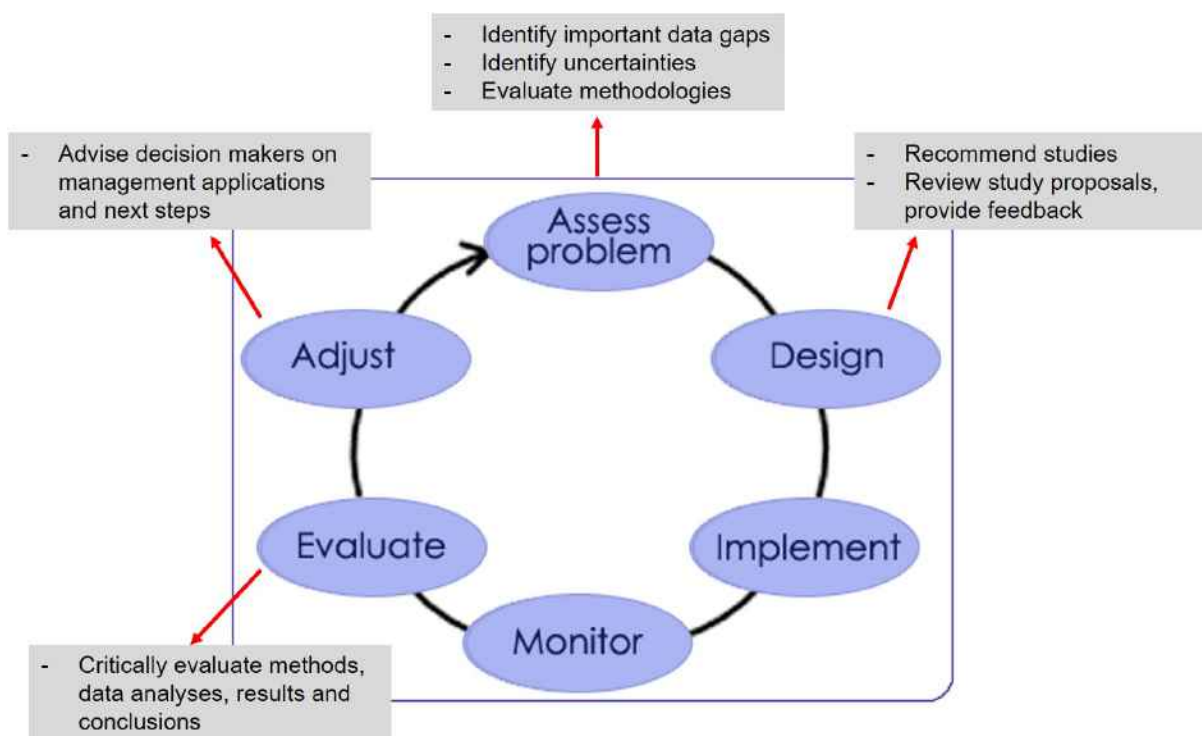 - Identify important data gaps
- Identify uncertainties
- Evaluate methodologies
- Advise decision makers on
management applications
and next steps
- Recommend studies
- Review study proposals,
provide feedback
Assess
problem
Adjust
Design
Evaluate
Implement
Monitor
- Critically evaluate methods,
data analyses, results and
conclusions